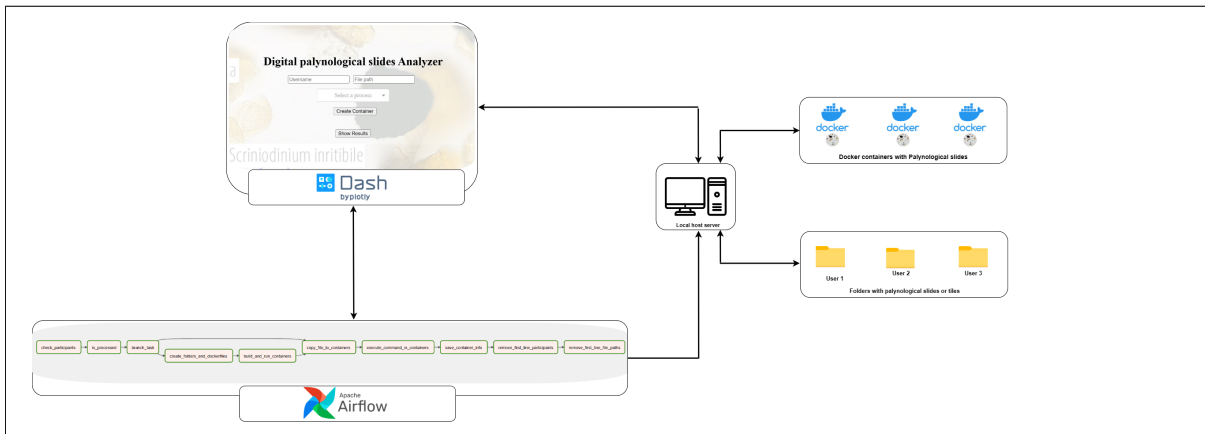 a
Digital palynological slides Analyzer
Username File path
Select a process
Create Container
Show Results
Scriniodinium inritibile
Dash
byplotly
docker docker docker
Docker containers with Palynological slides
Local host server
User 1 User 2 User 3
Folders with palynological slides or tiles
check_participants is_processed branch_task copy_file_to_containers execute_command_in_containers save_container_info remove_first_line_participants remove_first_line_file_paths
create_folders_and_dockerfiles build_and_run_containers
Apache
Airflow